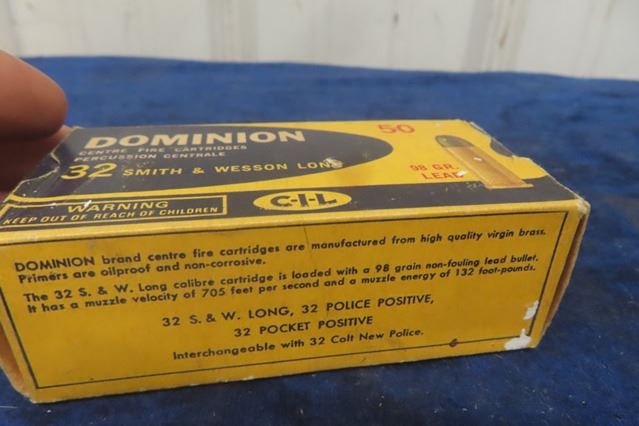 DOMINION
50
CENTRE FIRE CARTRIDGES
PERCUSSION CENTRALE
32 SMITH & WESSON LONG
98 GR.
LEAD
WARNING
KEEP OUT OF REACH OF CHILDREN
C-I-L
DOMINION brand centre fire cartridges are manufactured from high quality virgin brass.
Primers are oilproof and non-corrosive.
The 32 S. & W. Long calibre cartridge is loaded with a 98 grain non-fouling lead bullet.
It has a muzzle velocity of 705 feet per second and a muzzle energy of 132 foot-pounds.
32 S. & W. LONG, 32 POLICE POSITIVE,
32 POCKET POSITIVE
Interchangeable with 32 Colt New Police.